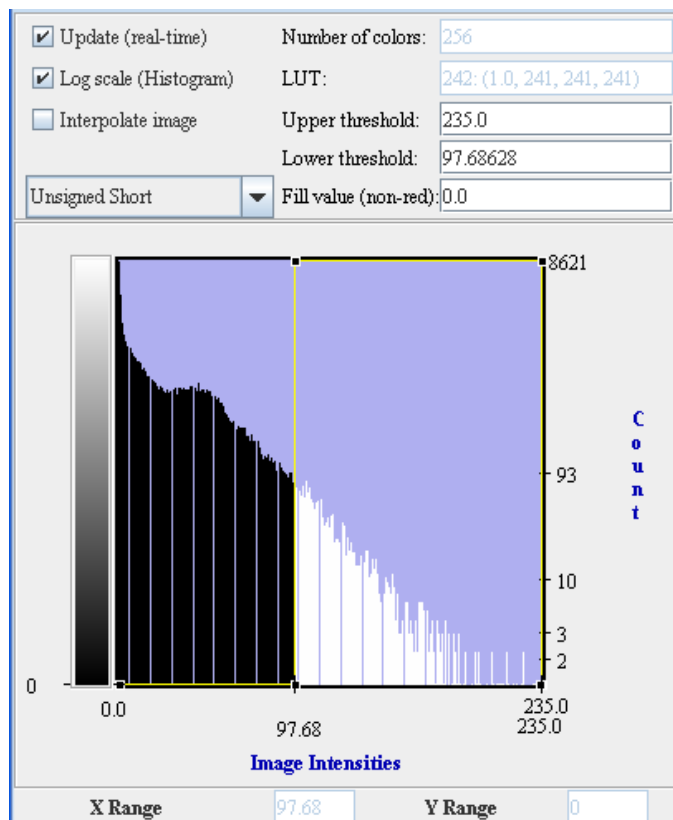 Update (real-time) Number of colors: 256
Log scale (Histogram) LUT: 242: (1.0, 241, 241, 241)
Interpolate image Upper threshold: 235.0
Lower threshold: 97.68628
Unsigned Short Fill value (non-red): 0.0
8621
Count
93
10
3
2
0
0.0 235.0
97.68 235.0
Image Intensities
X Range 97.68 Y Range 0